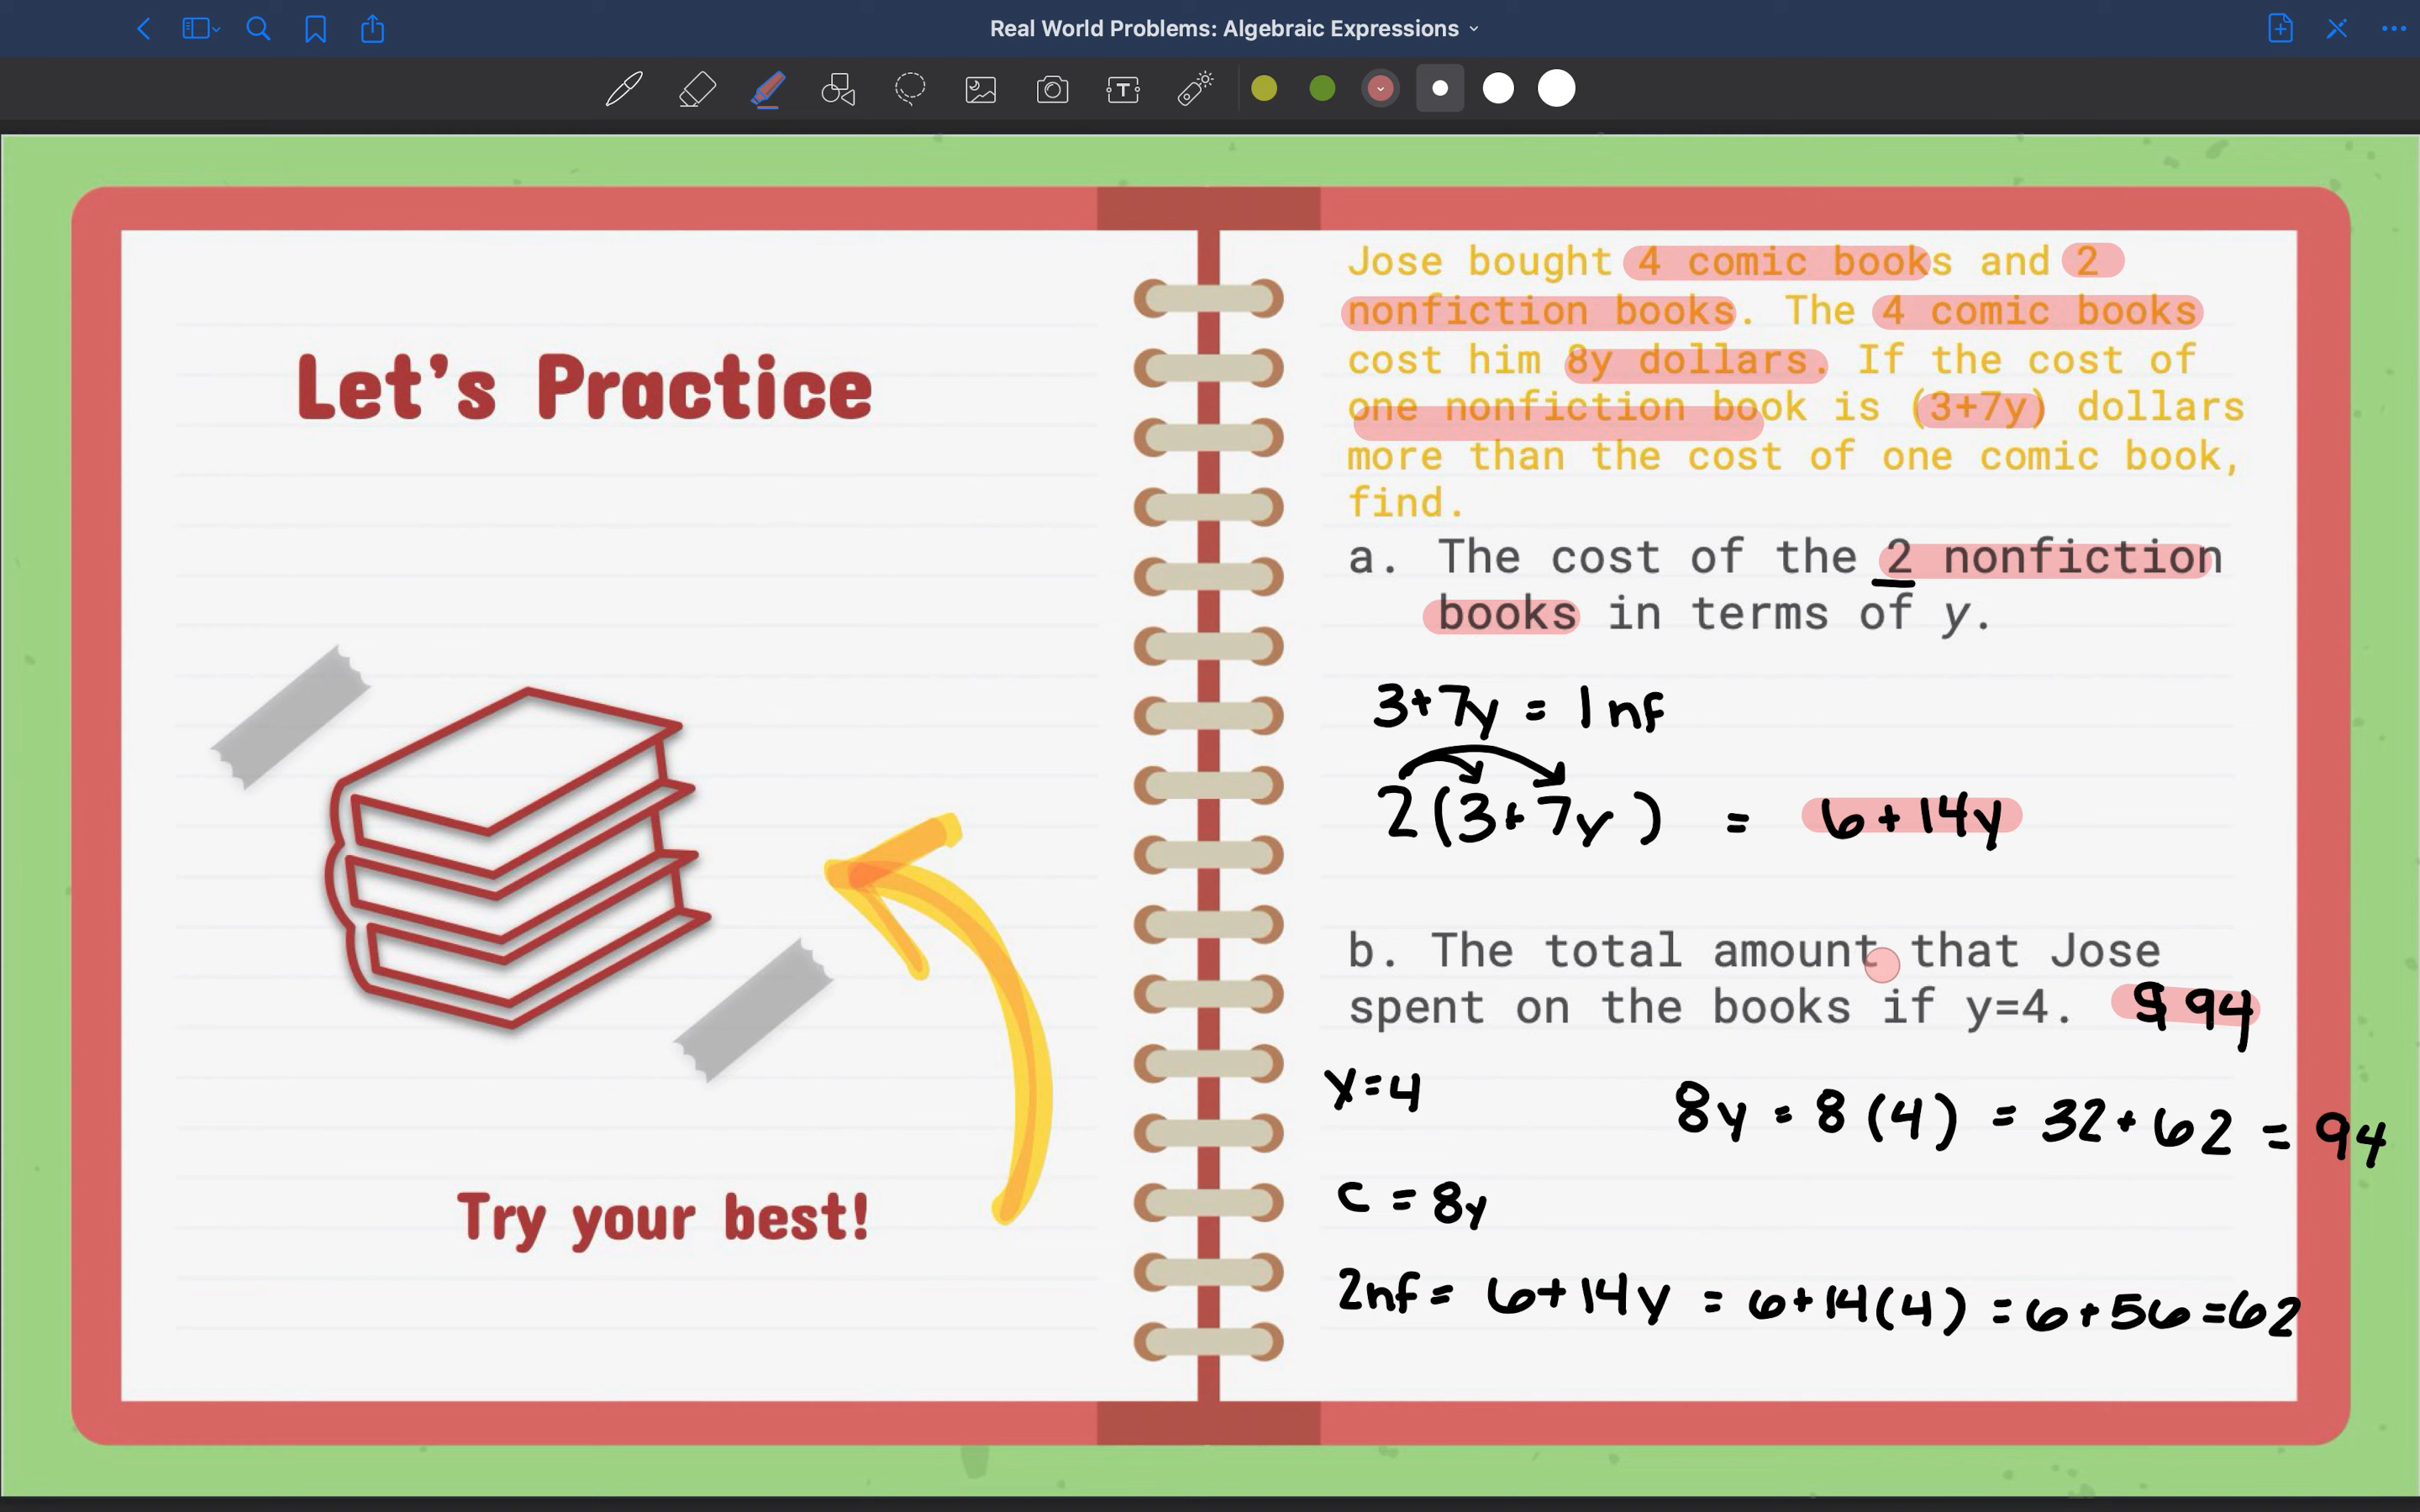 Real World Problems: Algebraic Expressions
T
Let's Practice
Try your best!
Jose bought 4 comic books and 2
nonfiction books. The 4 comic books
cost him 8y dollars. If the cost of
one nonfiction book is (3+7y) dollars
more than the cost of one comic book,
find.
a. The cost of the 2 nonfiction
books in terms of y.
3+7y = 1nf
2(3+7y) = 6+14y
b. The total amount that Jose
spent on the books if y=4. $94
y=4
8y = 8(4) = 32+62 = 94
c = 8y
2nf = 6+14y = 6+14(4) = 6+56=62